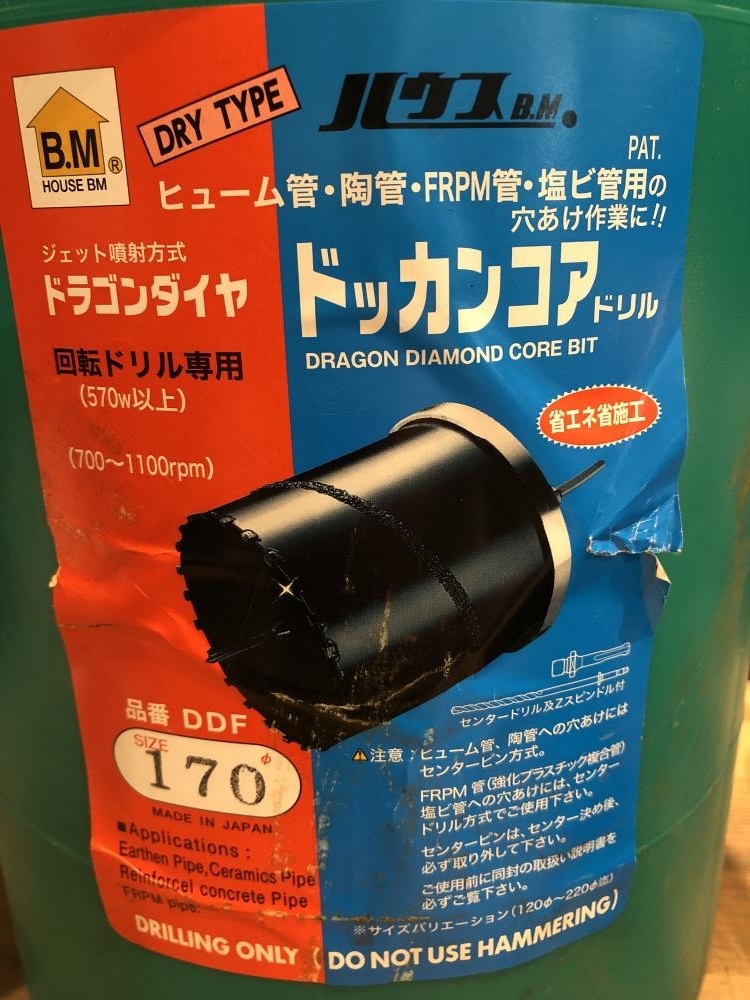 B.M®
HOUSE BM
DRY TYPE
ハウスB.M.
PAT.
ヒューム管・陶管・FRPM管・塩ビ管用の
穴あけ作業に!!
ジェット噴射方式
ドラゴンダイヤ
ドッカンコアドリル
DRAGON DIAMOND CORE BIT
回転ドリル専用
(570w以上)
(700〜1100rpm)
省エネ省施工
センタードリル及Zスピンドル付
品番 DDF
SIZE
170φ
MADE IN JAPAN
■Applications :
Earthen Pipe,Ceramics Pipe
Reinforcel concrete Pipe
FRPM pipe.
⚠注意：ヒューム管、陶管への穴あけには
センターピン方式。
FRPM管(強化プラスチック複合管)
塩ビ管への穴あけには、センター
ドリル方式でご使用下さい。
センターピンは、センター決め後、
必ず取り外して下さい。
ご使用前に同封の取扱い説明書を
必ずご覧下さい。
※サイズバリエーション(120φ〜220φ迄)
DRILLING ONLY (DO NOT USE HAMMERING)